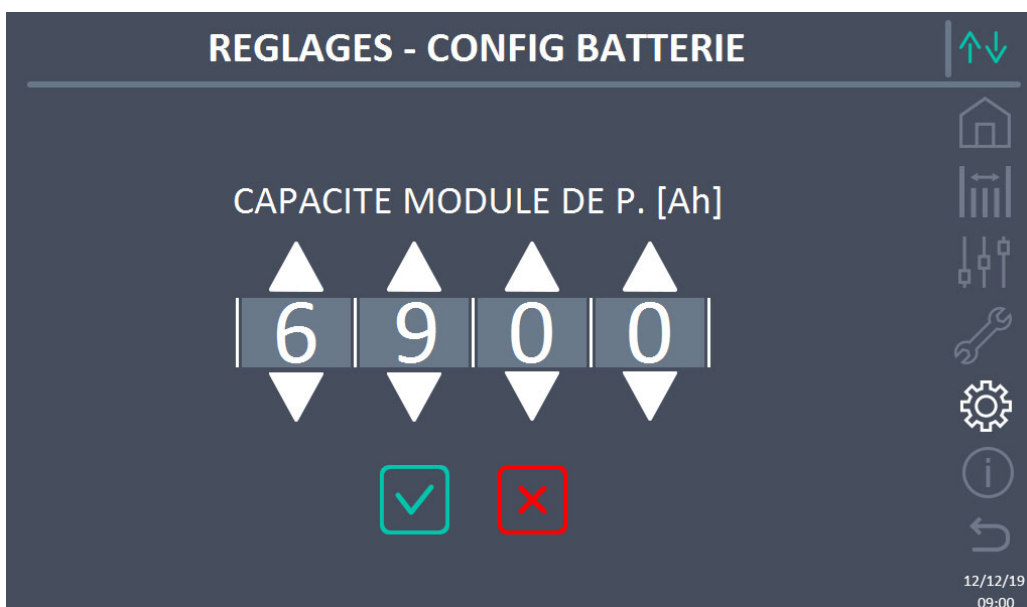 REGLAGES - CONFIG BATTERIE
CAPACITE MODULE DE P. [Ah]
6 9 0 0
12/12/19
09:00